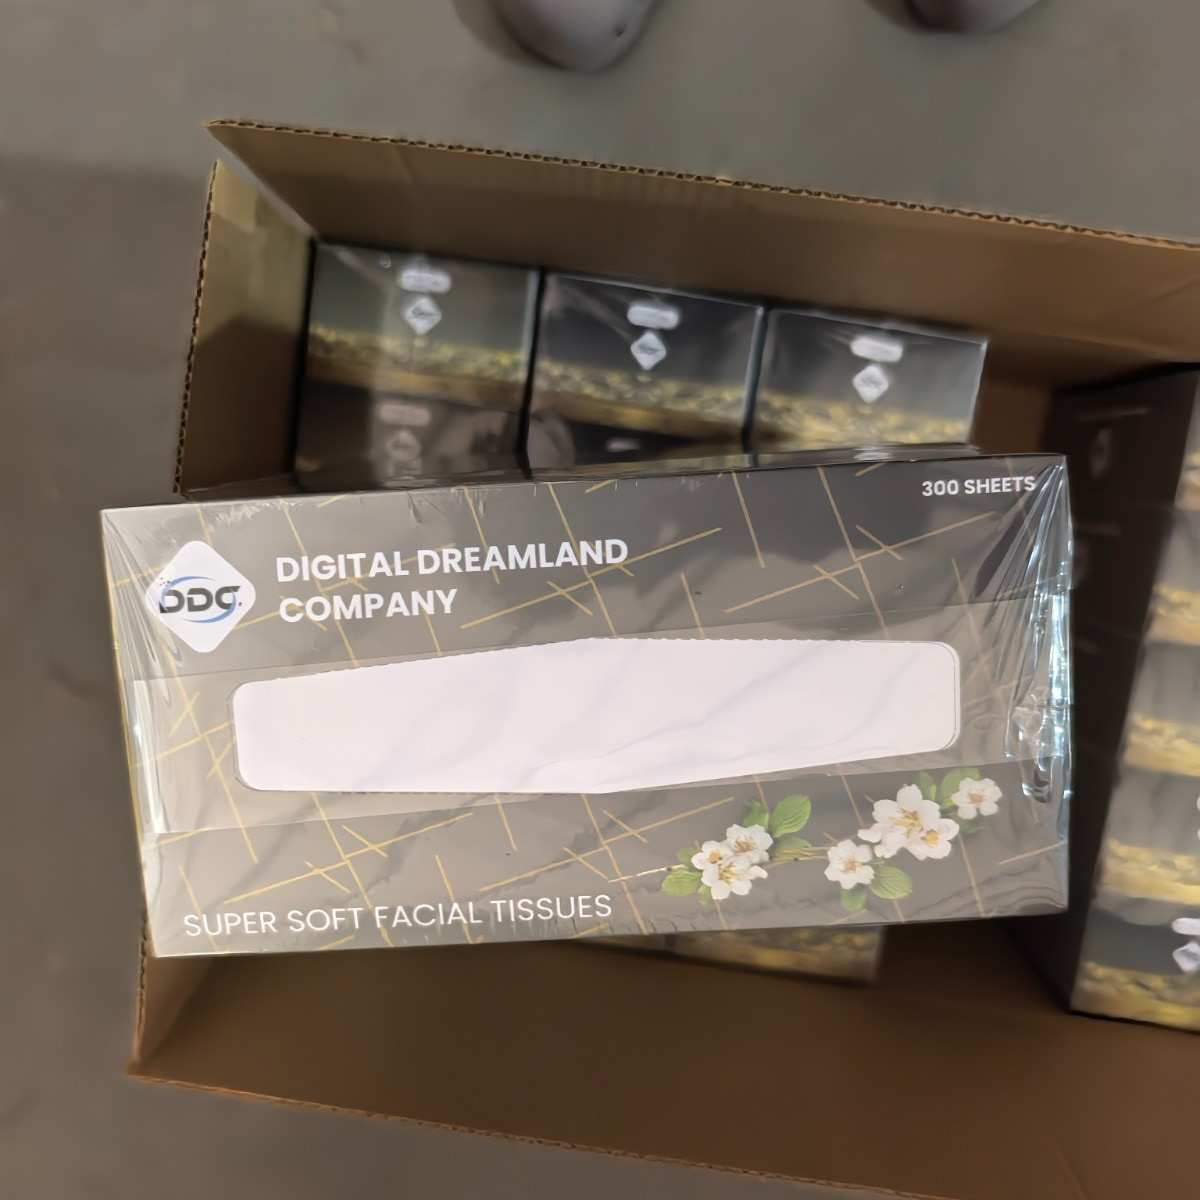 300 SHEETS
DDC
DIGITAL DREAMLAND
COMPANY
SUPER SOFT FACIAL TISSUES